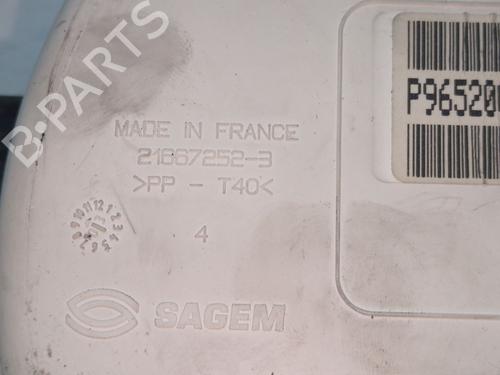 B-PARTS
P96520
MADE IN FRANCE
21667252-3
>PP - T40<
4
SAGEM